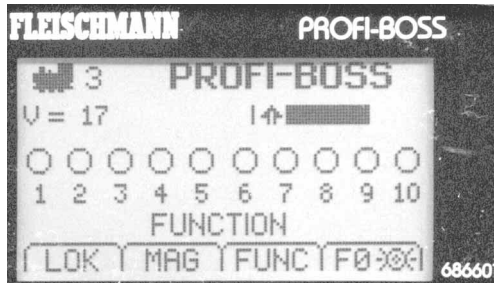 FLEISCHMANN PROFI-BOSS
3 PROFI-BOSS
V = 17
1 2 3 4 5 6 7 8 9 10
FUNCTION
LOK MAG FUNC F0
686601